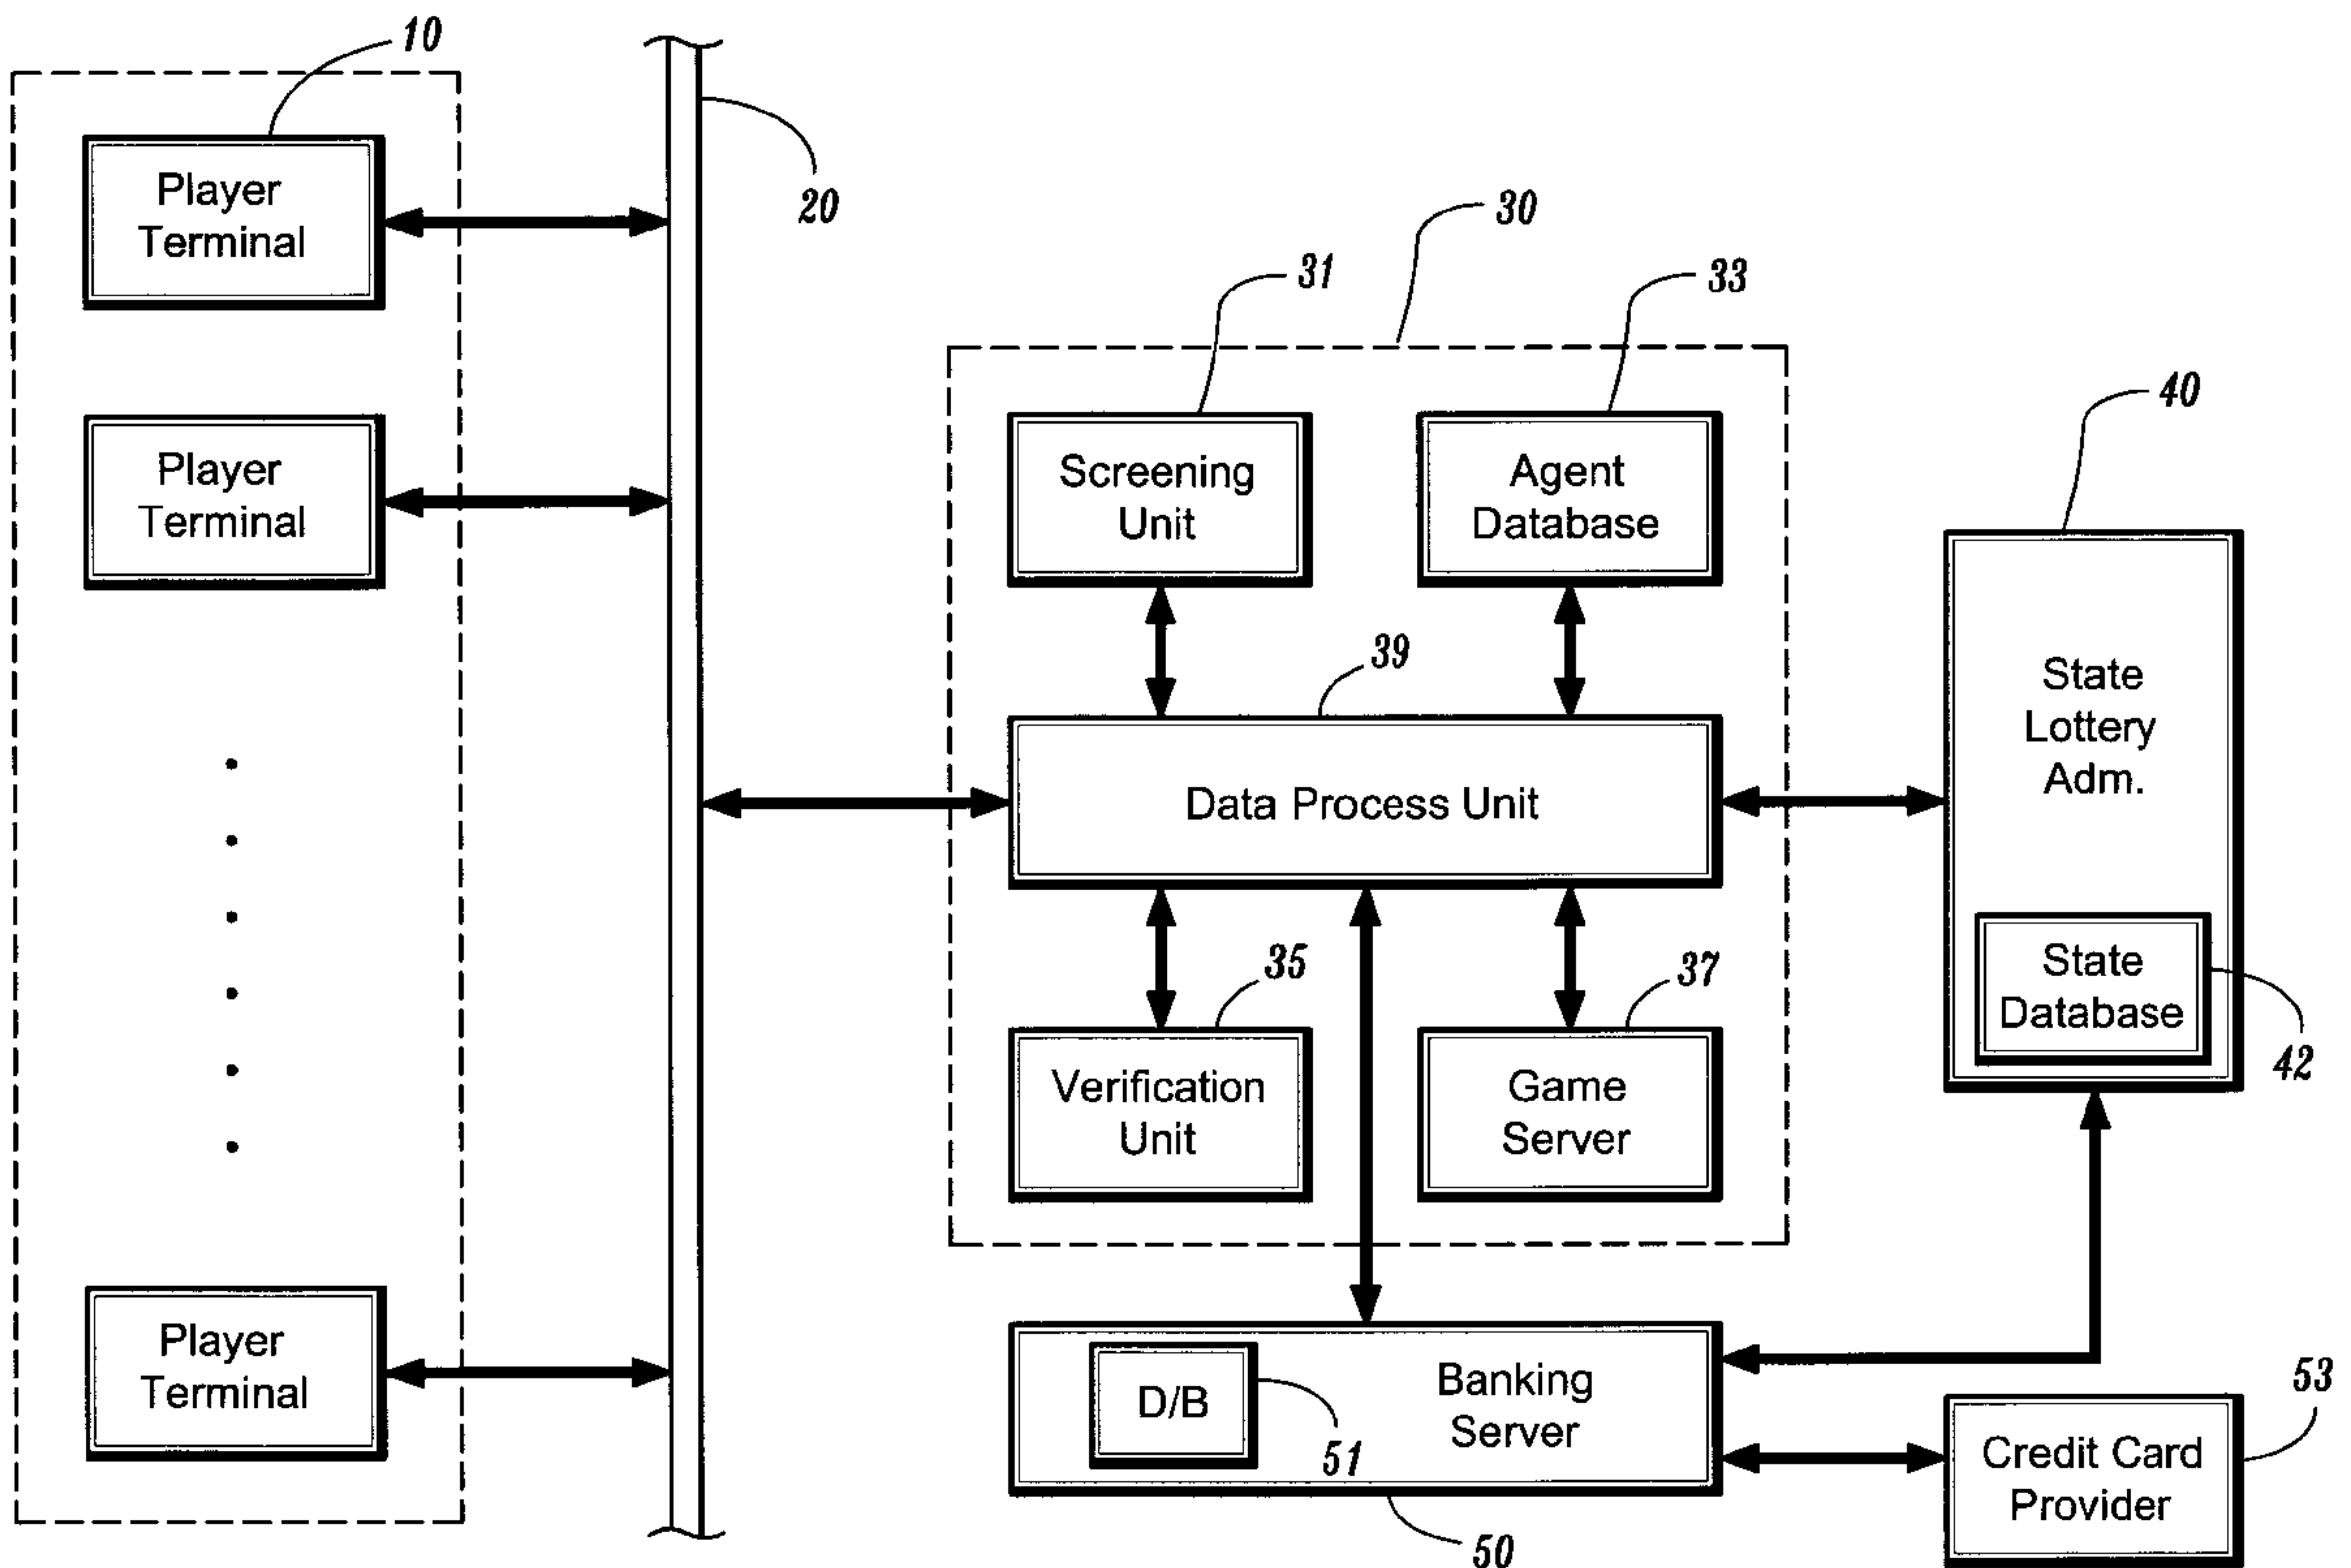 10
Player
Terminal
20
Player
Terminal
Player
Terminal
30
31
33
Screening
Unit
Agent
Database
39
Data Process Unit
35
37
Verification
Unit
Game
Server
40
State
Lottery
Adm.
State
Database
42
D/B
51
Banking
Server
50
53
Credit Card
Provider